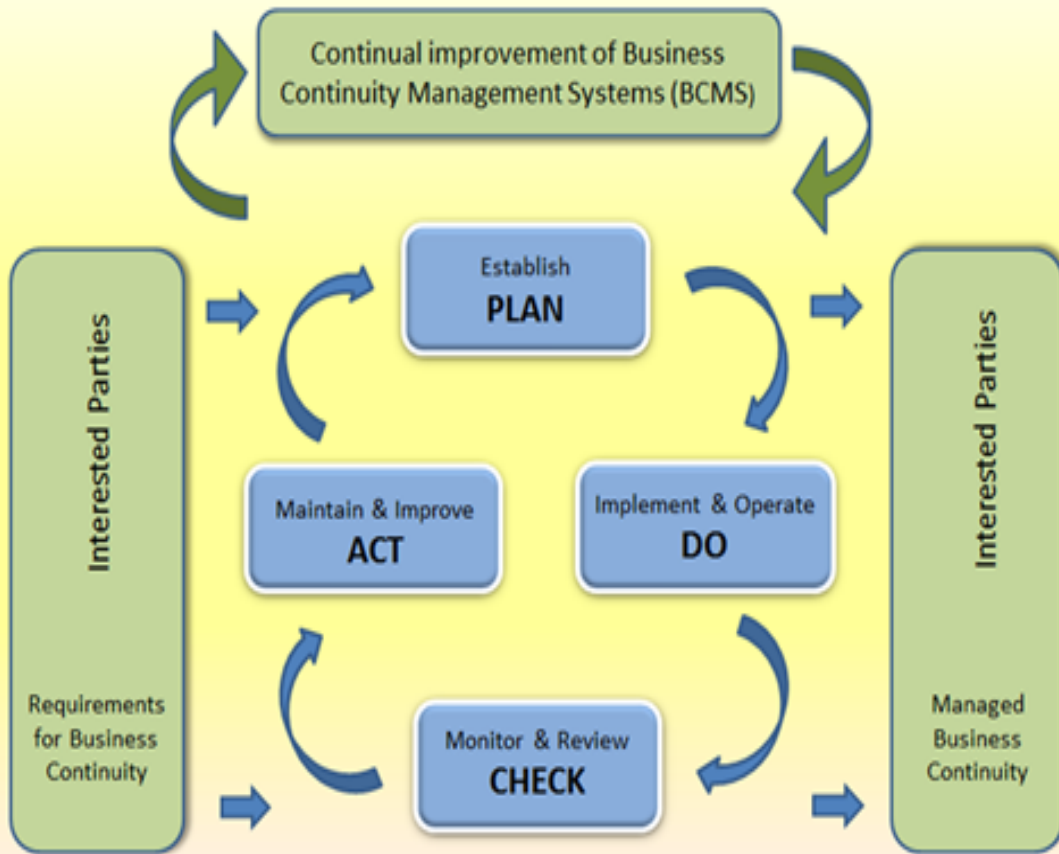 Continual improvement of Business
Continuity Management Systems (BCMS)
Establish
PLAN
Interested Parties
Requirements
for Business
Continuity
Maintain & Improve
ACT
Implement & Operate
DO
Monitor & Review
CHECK
Interested Parties
Managed
Business
Continuity